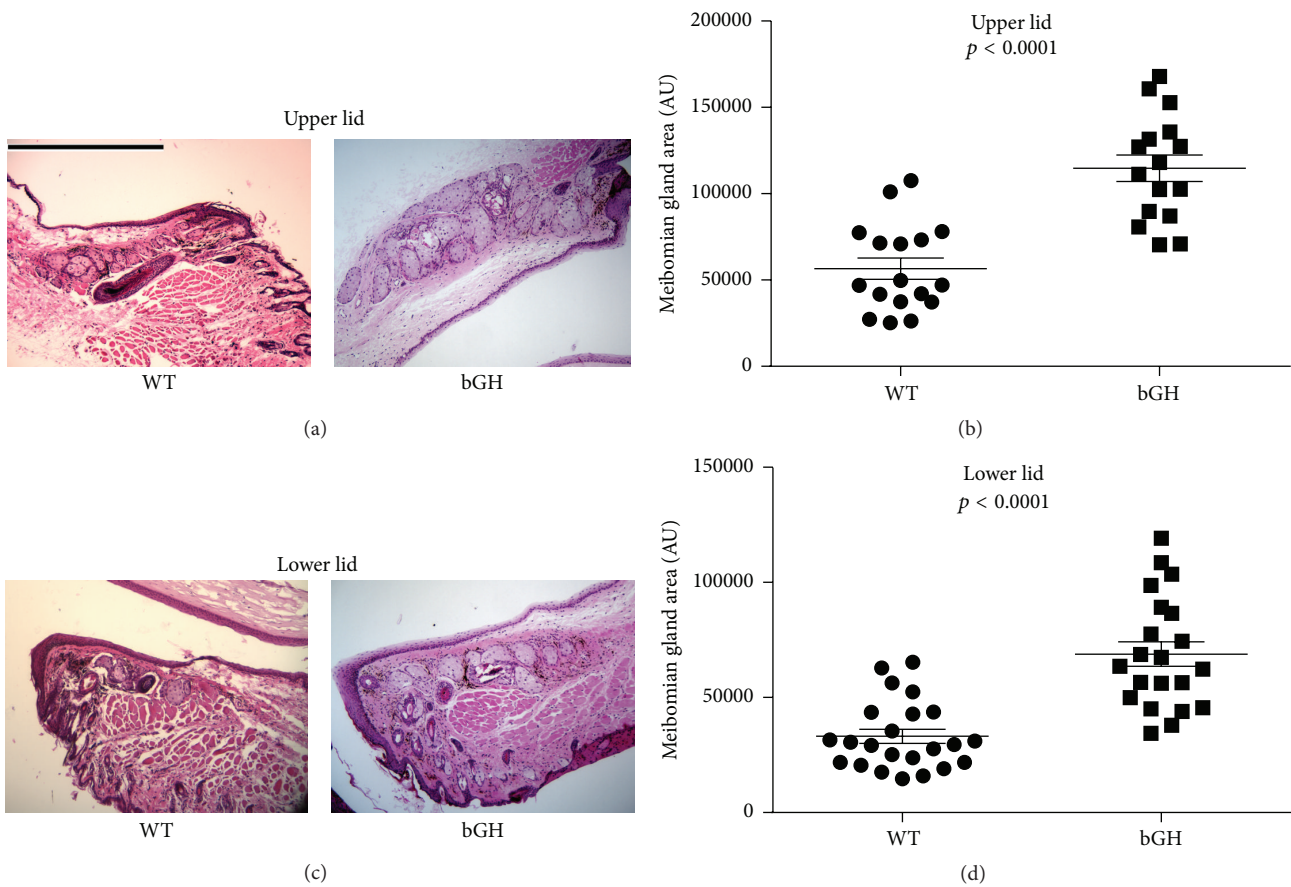 Upper lid
WT
bGH
(a)
Meibomian gland area (AU)
200000
150000
100000
50000
0
Upper lid
p < 0.0001
WT
bGH
(b)
Lower lid
WT
bGH
(c)
Meibomian gland area (AU)
150000
100000
50000
0
Lower lid
p < 0.0001
WT
bGH
(d)